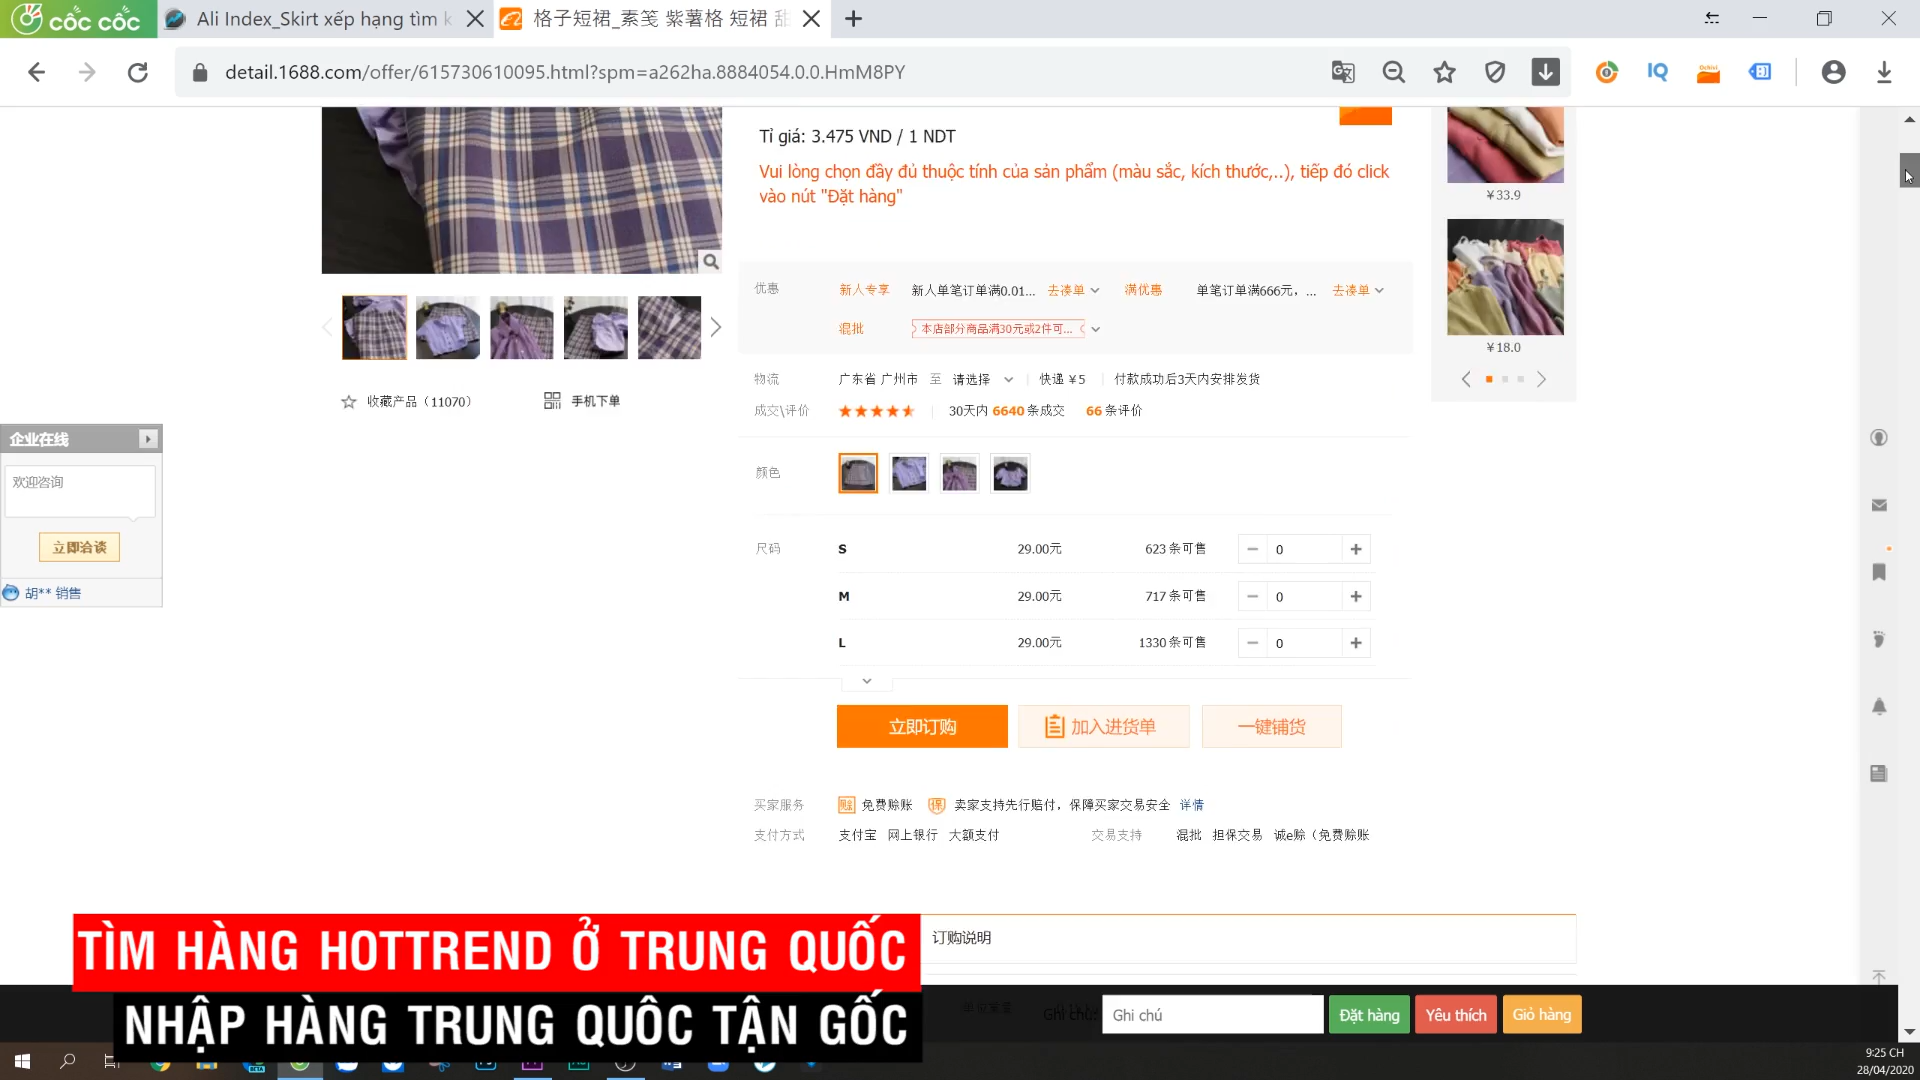 cốc cốc
Ali Index_Skirt xếp hạng tìm k
格子短裙_素笺 紫薯格 短裙 甜
detail.1688.com/offer/615730610095.html?spm=a262ha.8884054.0.0.HmM8PY
IQ
Tỉ giá: 3.475 VND / 1 NDT
Vui lòng chọn đầy đủ thuộc tính của sản phẩm (màu sắc, kích thước,..), tiếp đó click
vào nút "Đặt hàng"
¥33.9
¥18.0
优惠 新人专享 新人单笔订单满0.01... 去凑单 满优惠 单笔订单满666元，... 去凑单
混批 本店部分商品满30元或2件可...
物流 广东省 广州市 至 请选择 快递 ¥5 付款成功后3天内安排发货
成交\评价 30天内 6640 条成交 66 条评价
收藏产品（11070） 手机下单
颜色
尺码 S 29.00元 623 条可售 0
M 29.00元 717 条可售 0
L 29.00元 1330 条可售 0
企业在线
欢迎咨询
立即洽谈
胡** 销售
立即订购 加入进货单 一键铺货
买家服务 免费赊账 卖家支持先行赔付，保障买家交易安全 详情
支付方式 支付宝 网上银行 大额支付 交易支持 混批 担保交易 诚e赊（免费赊账
订购说明
TÌM HÀNG HOTTREND Ở TRUNG QUỐC
NHẬP HÀNG TRUNG QUÔC TẬN GỐC
Ghi chú: Ghi chú Đặt hàng Yêu thích Giỏ hàng
9:25 CH
28/04/2020